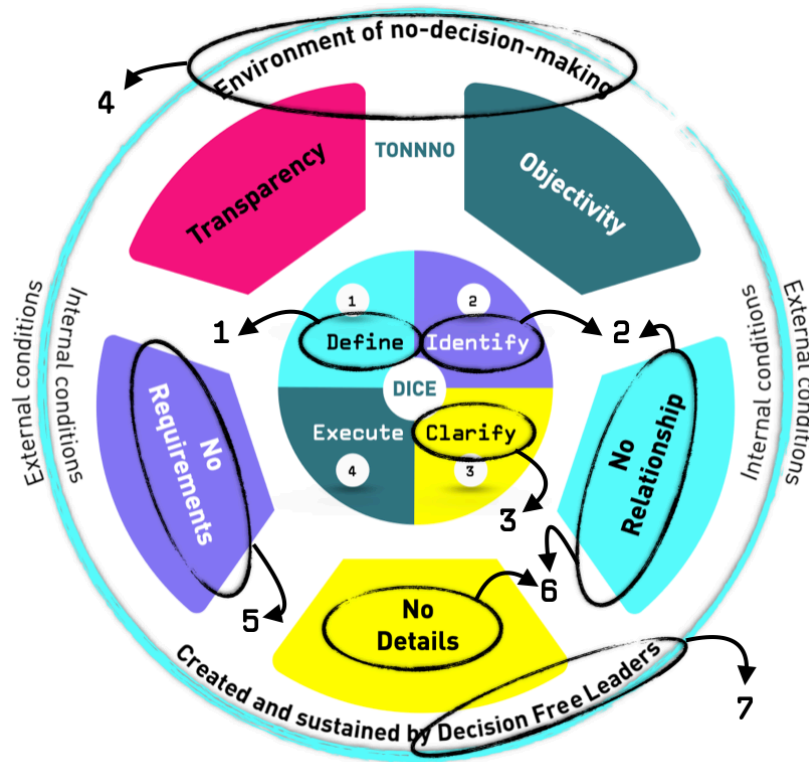 Environment of no-decision-making
4
TONNNO
Transparency
Objectivity
External conditions
Internal conditions
External conditions
Internal conditions
1
2
1
Define
Identify
2
DICE
Execute
Clarify
4
3
3
No
Requirements
No
Relationship
5
6
No
Details
Created and sustained by Decision Free Leaders
7